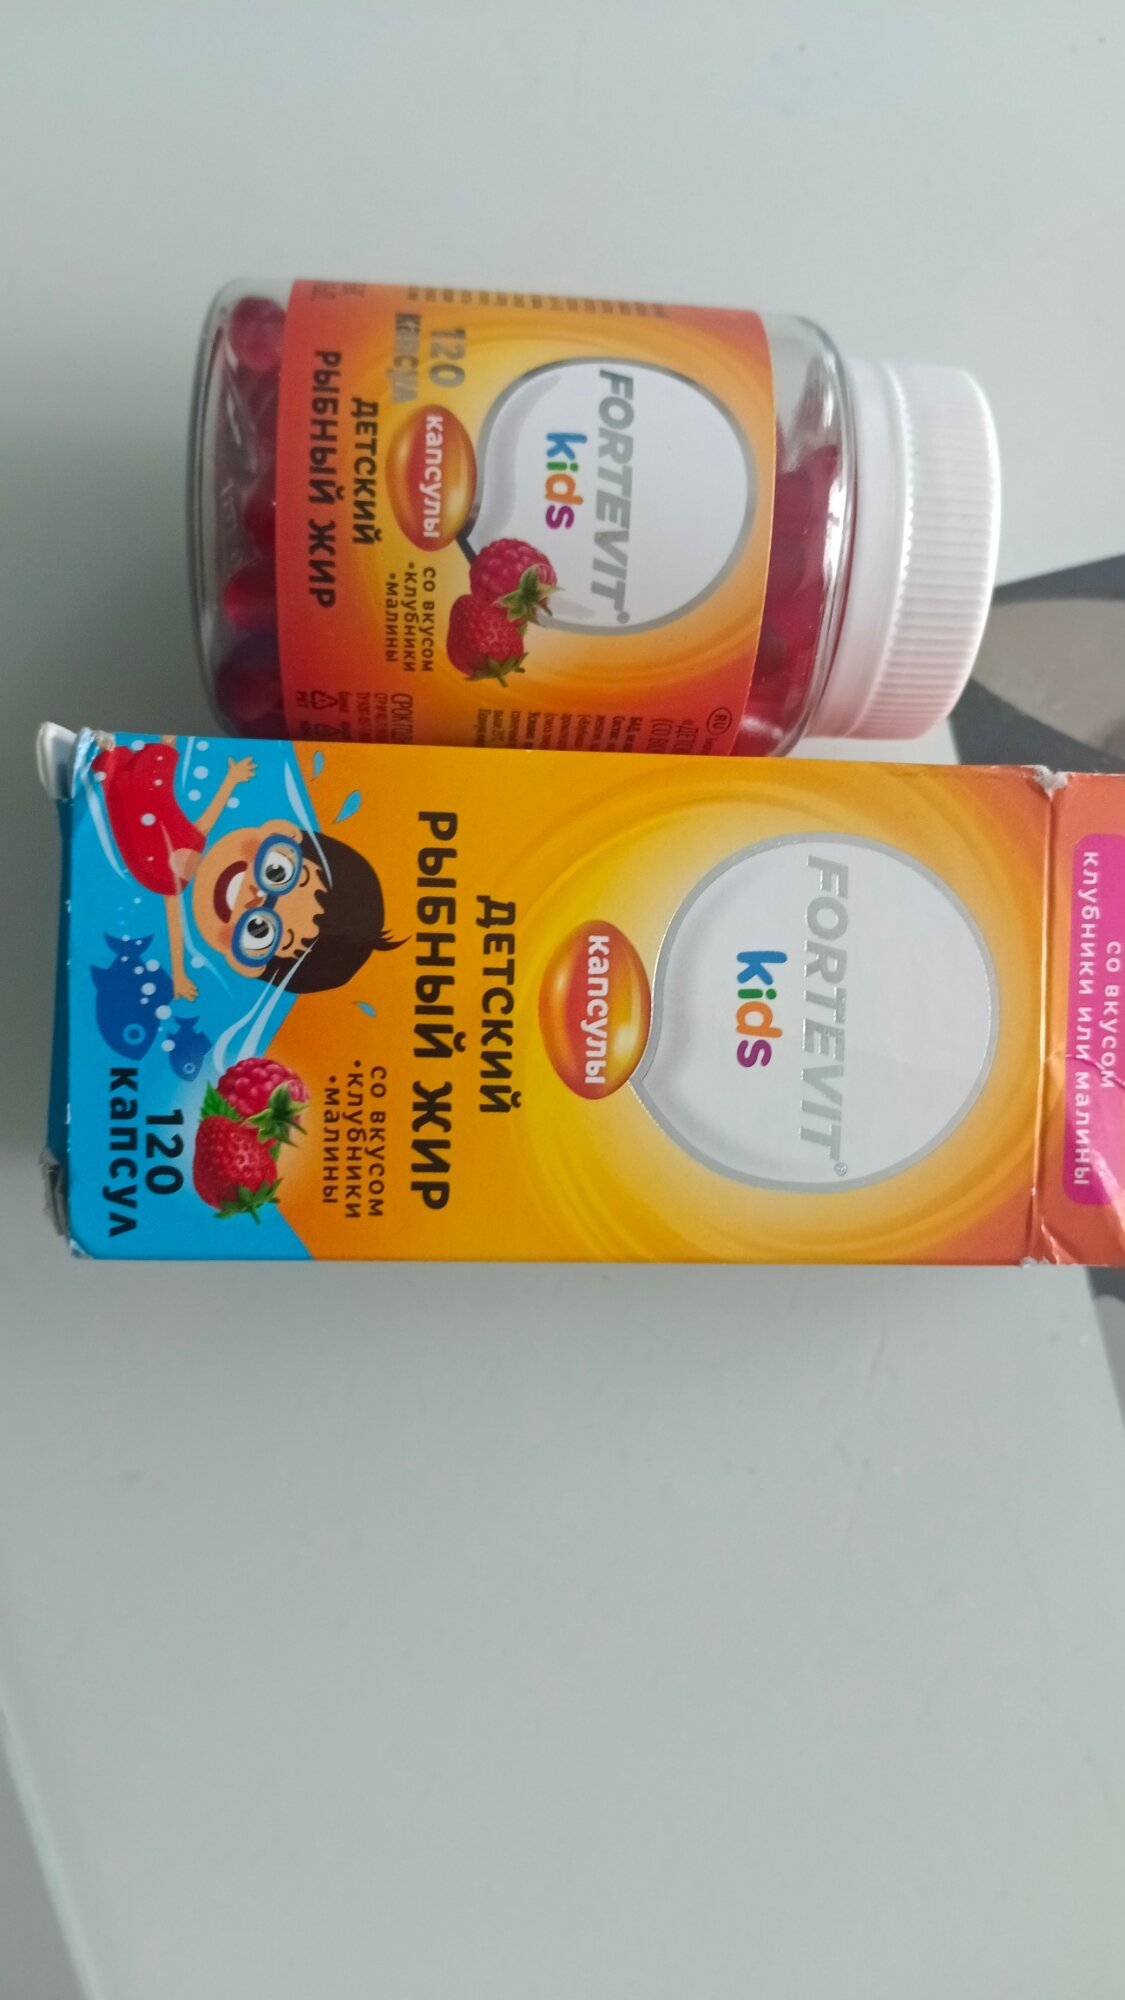 FORTEVIT®
kids
капсулы
120
капсул
ДЕТСКИЙ
РЫБНЫЙ ЖИР
СО ВКУСОМ
•КЛУБНИКИ
•МАЛИНЫ
RU
СО ВКУСОМ
КЛУБНИКИ ИЛИ МАЛИНЫ
FORTEVIT®
kids
капсулы
ДЕТСКИЙ
РЫБНЫЙ ЖИР
СО ВКУСОМ
•КЛУБНИКИ
•МАЛИНЫ
120
капсул